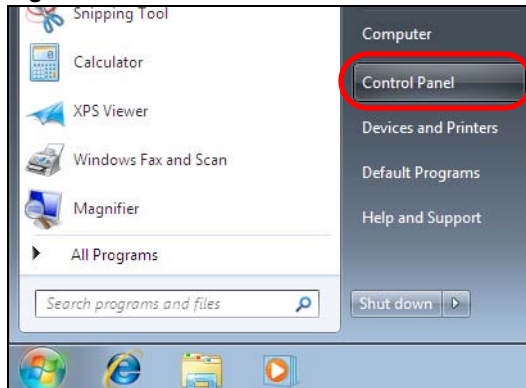 Snipping Tool
Calculator
XPS Viewer
Windows Fax and Scan
Magnifier
All Programs
Search programs and files
Computer
Control Panel
Devices and Printers
Default Programs
Help and Support
Shut down